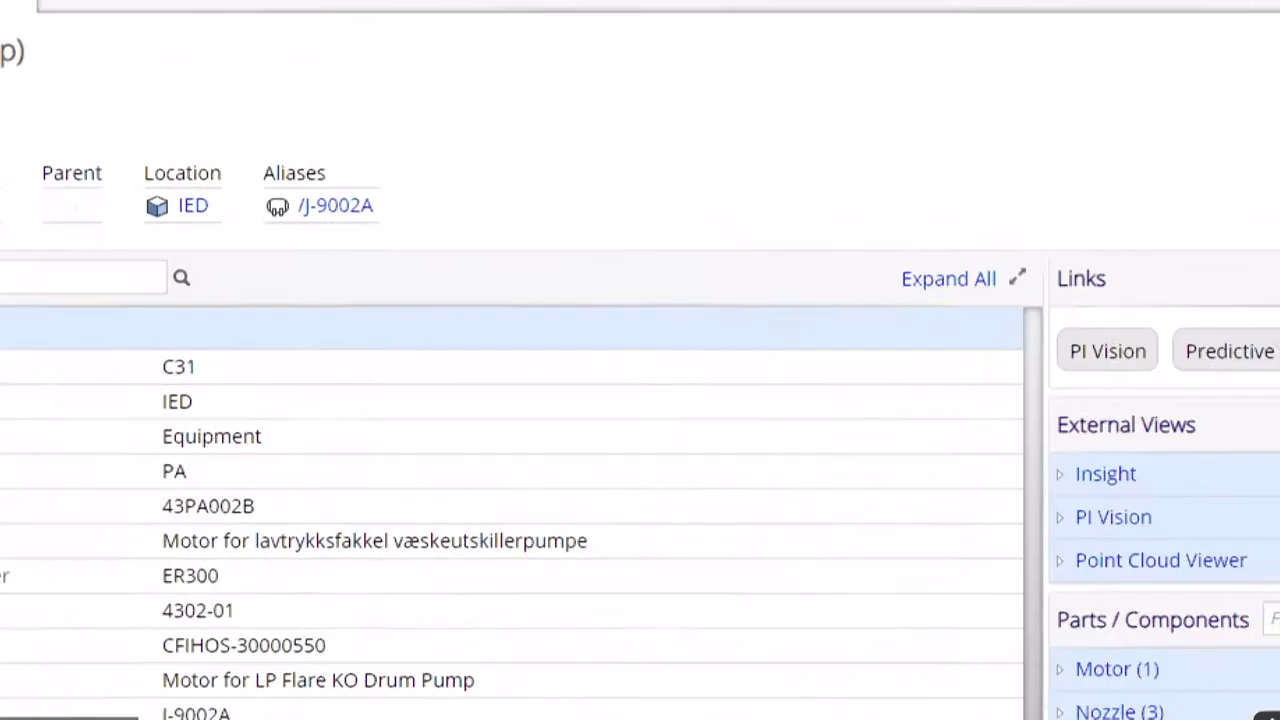 p)
Parent Location Aliases
IED /J-9002A
Expand All Links
PI Vision Predictive
C31
IED
External Views
Equipment
Insight
PA
43PA002B
PI Vision
Motor for lavtrykksfakkel væskeutskillerpumpe
Point Cloud Viewer
er ER300
4302-01
Parts / Components F
CFIHOS-30000550
Motor (1)
Motor for LP Flare KO Drum Pump
J-9002A
Nozzle (3)